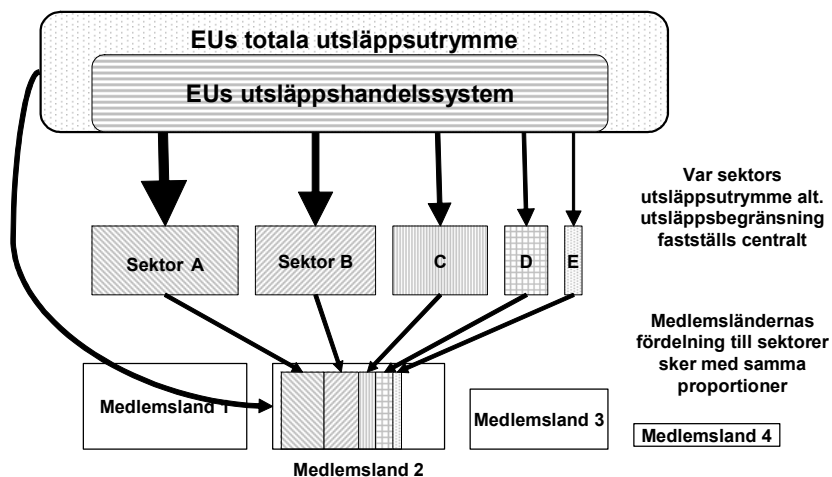 EUs totala utsläppsutrymme
EUs utsläppshandelssystem
Var sektors
utsläppsutrymme alt.
utsläppsbegränsning
fastställs centralt
Sektor A
Sektor B
C
D
E
Medlemsländernas
fördelning till sektorer
sker med samma
proportioner
Medlemsland 1
Medlemsland 3
Medlemsland 4
Medlemsland 2